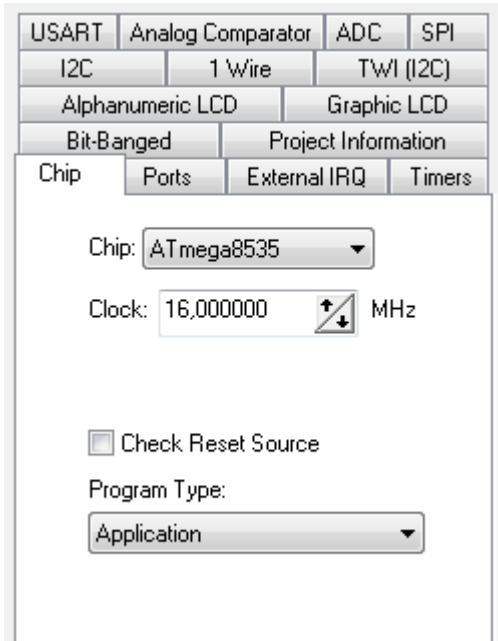 USART Analog Comparator ADC SPI
I2C 1 Wire TWI (I2C)
Alphanumeric LCD Graphic LCD
Bit-Banged Project Information
Chip Ports External IRQ Timers
Chip: ATmega8535
Clock: 16,000000 MHz
Check Reset Source
Program Type:
Application